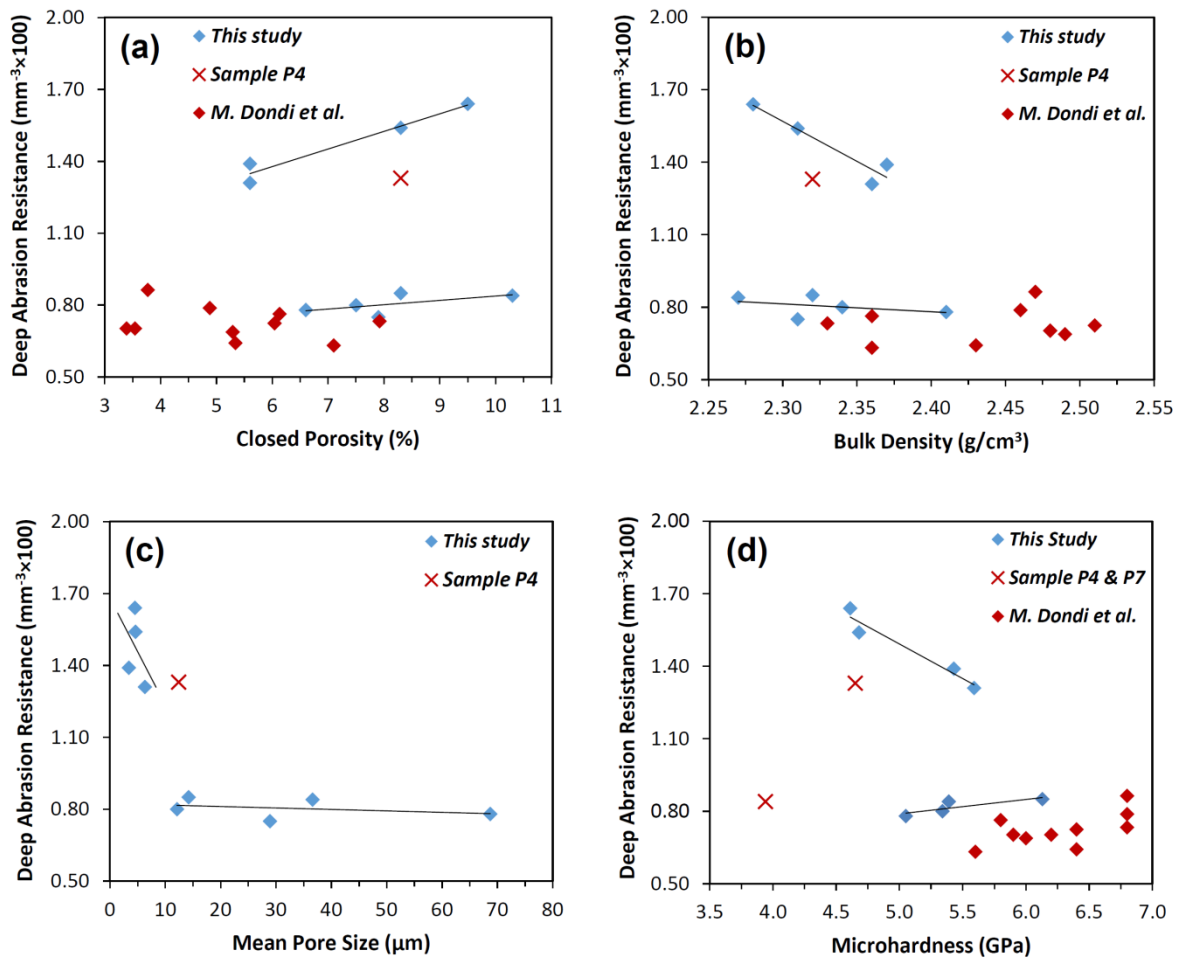 (a)
This study
Sample P4
M. Dondi et al.
Deep Abrasion Resistance (mm⁻³×100)
2.00
1.70
1.40
1.10
0.80
0.50
3 4 5 6 7 8 9 10 11
Closed Porosity (%)
(b)
This study
Sample P4
M. Dondi et al.
Deep Abrasion Resistance (mm⁻³×100)
2.00
1.70
1.40
1.10
0.80
0.50
2.25 2.30 2.35 2.40 2.45 2.50 2.55
Bulk Density (g/cm³)
(c)
This study
Sample P4
Deep Abrasion Resistance (mm⁻³×100)
2.00
1.70
1.40
1.10
0.80
0.50
0 10 20 30 40 50 60 70 80
Mean Pore Size (μm)
(d)
This Study
Sample P4 & P7
M. Dondi et al.
Deep Abrasion Resistance (mm⁻³×100)
2.00
1.70
1.40
1.10
0.80
0.50
3.5 4.0 4.5 5.0 5.5 6.0 6.5 7.0
Microhardness (GPa)